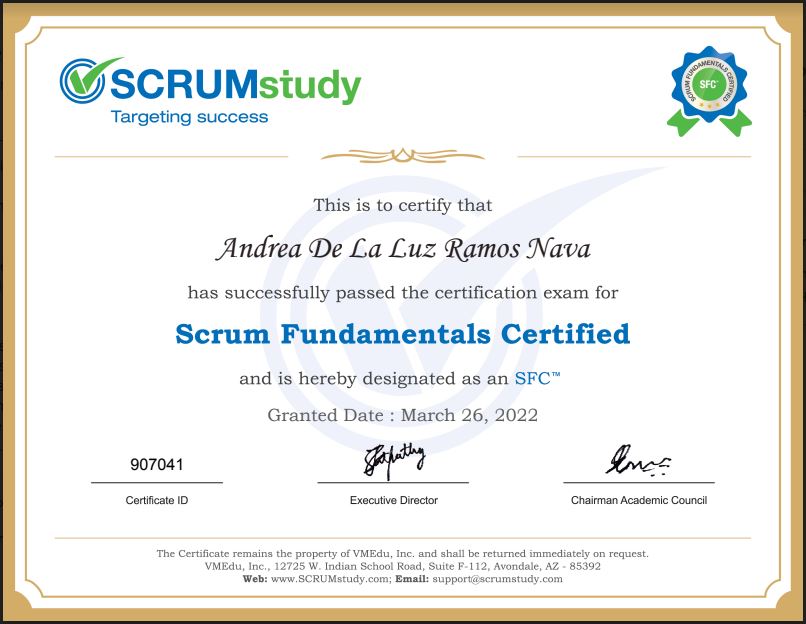 SCRUMstudy
Targeting success
SCRUM FUNDAMENTALS CERTIFIED
SFC™
This is to certify that
Andrea De La Luz Ramos Nava
has successfully passed the certification exam for
Scrum Fundamentals Certified
and is hereby designated as an SFC™
Granted Date : March 26, 2022
907041
Certificate ID
Executive Director
Chairman Academic Council
The Certificate remains the property of VMEdu, Inc. and shall be returned immediately on request.
VMEdu, Inc., 12725 W. Indian School Road, Suite F-112, Avondale, AZ - 85392
Web: www.SCRUMstudy.com; Email: support@scrumstudy.com